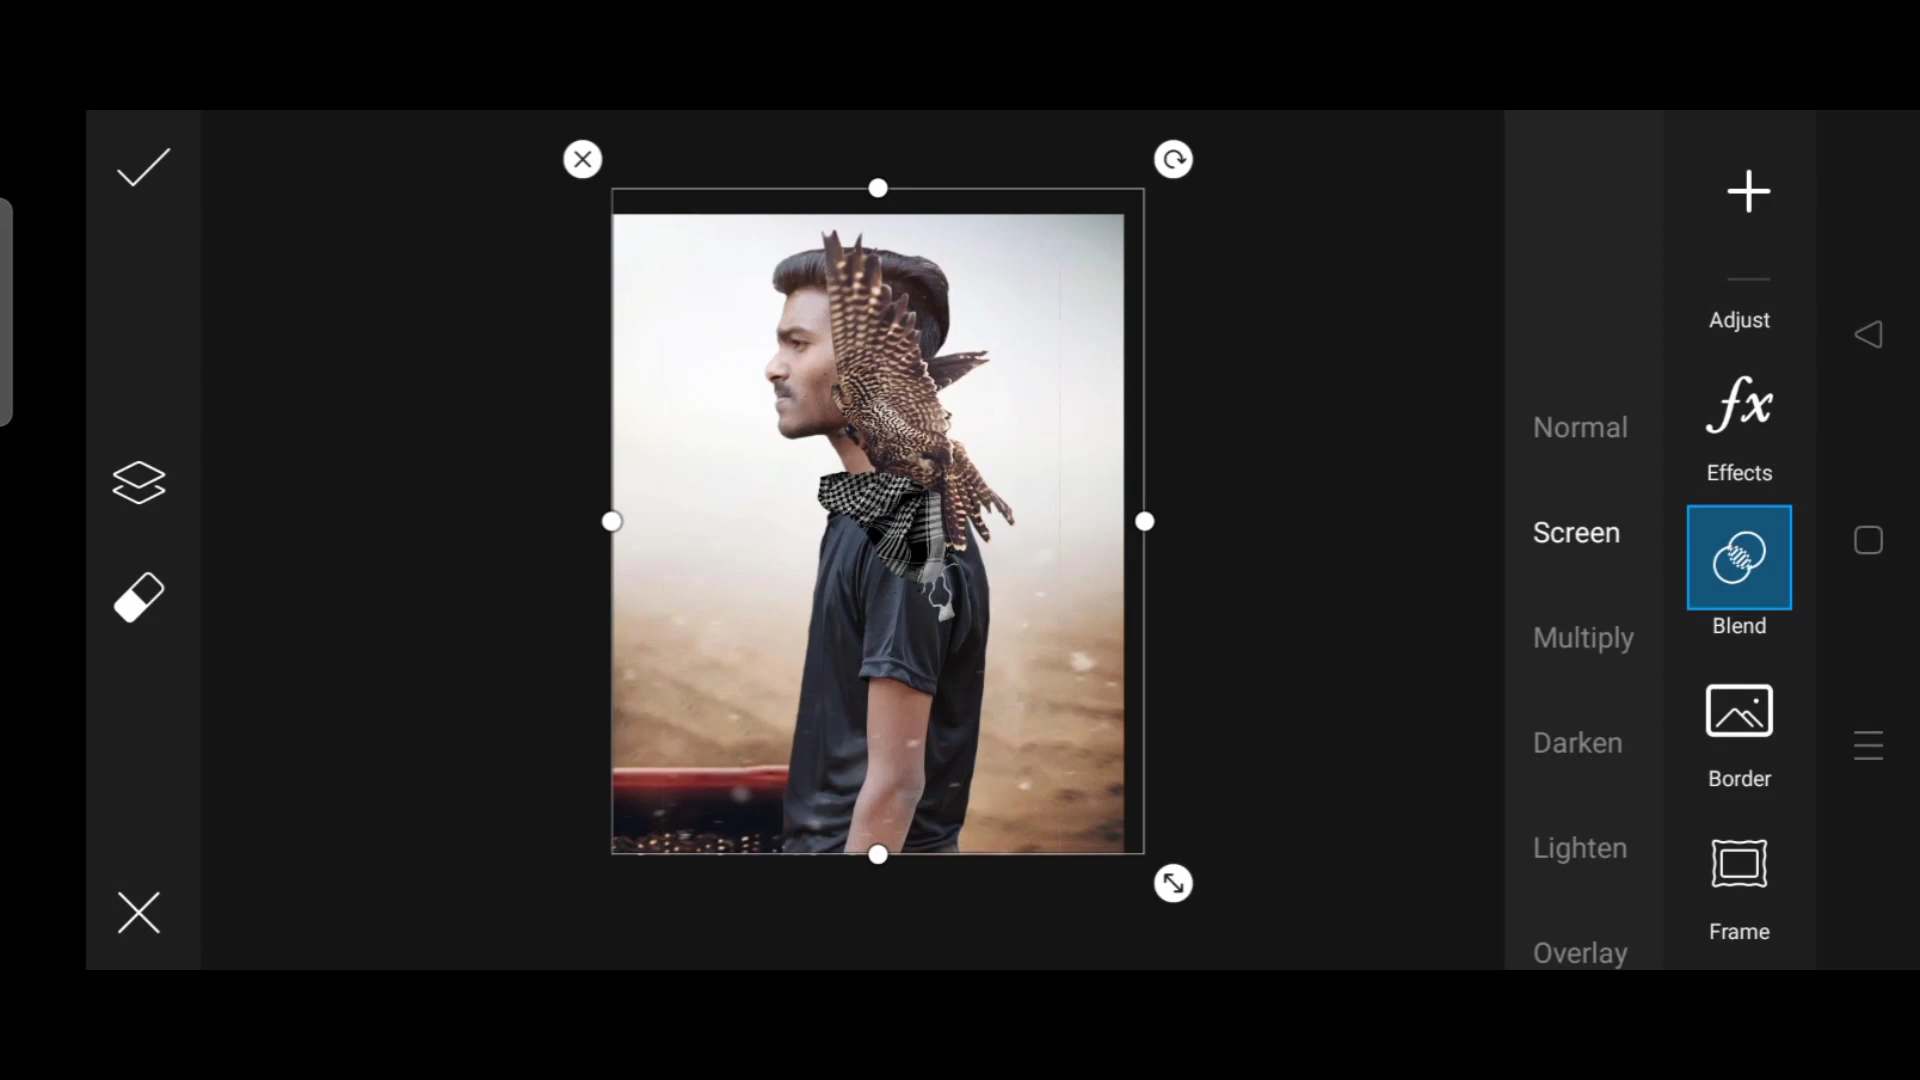 Adjust
Effects
Blend
Border
Frame
Normal
Screen
Multiply
Darken
Lighten
Overlay